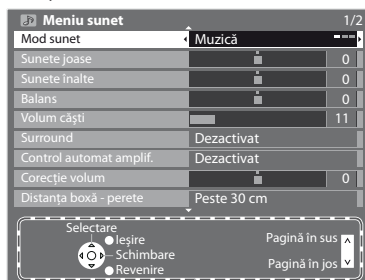 Meniu sunet 1/2
Mod sunet Muzică
Sunete joase 0
Sunete inalte 0
Balans 0
Volum căşti 11
Surround Dezactivat
Control automat amplif. Dezactivat
Corecţie volum 0
Distanţa boxă - perete Peste 30 cm
Selectare
Ieşire
Schimbare
Revenire
Pagină în sus
Pagină în jos